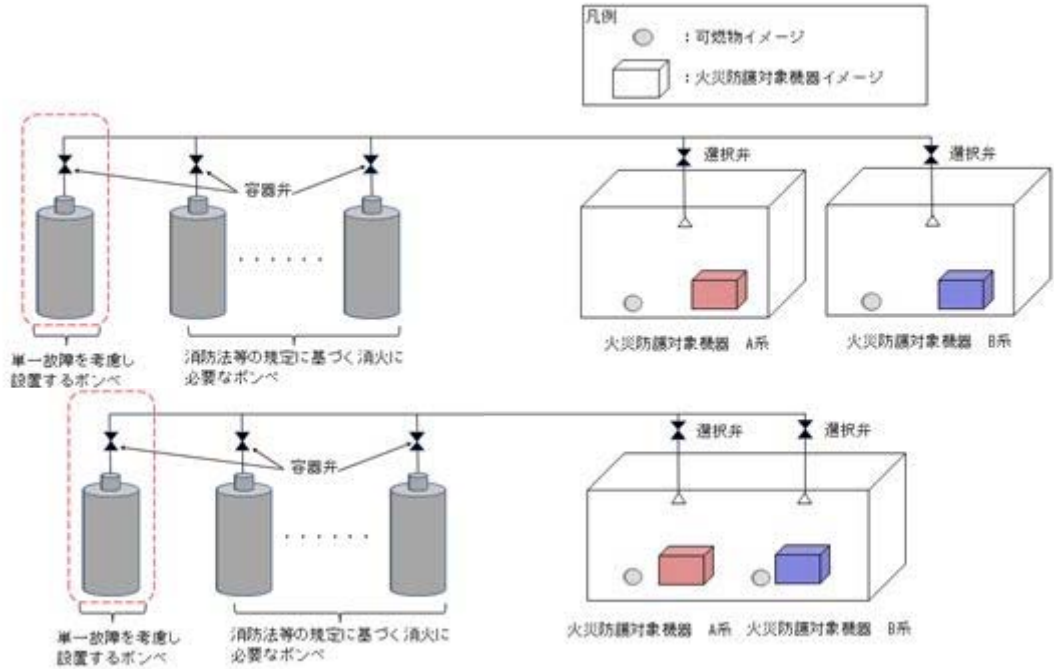 凡例
：可燃物イメージ
：火災防護対象機器イメージ
選択弁
選択弁
容器弁
・・・・・・
単一故障を考慮し
設置するボンベ
消防法等の規定に基づく消火に
必要なボンベ
火災防護対象機器　A系
火災防護対象機器　B系
選択弁
選択弁
容器弁
・・・・・・
単一故障を考慮し
設置するボンベ
消防法等の規定に基づく消火に
必要なボンベ
火災防護対象機器　A系
火災防護対象機器　B系